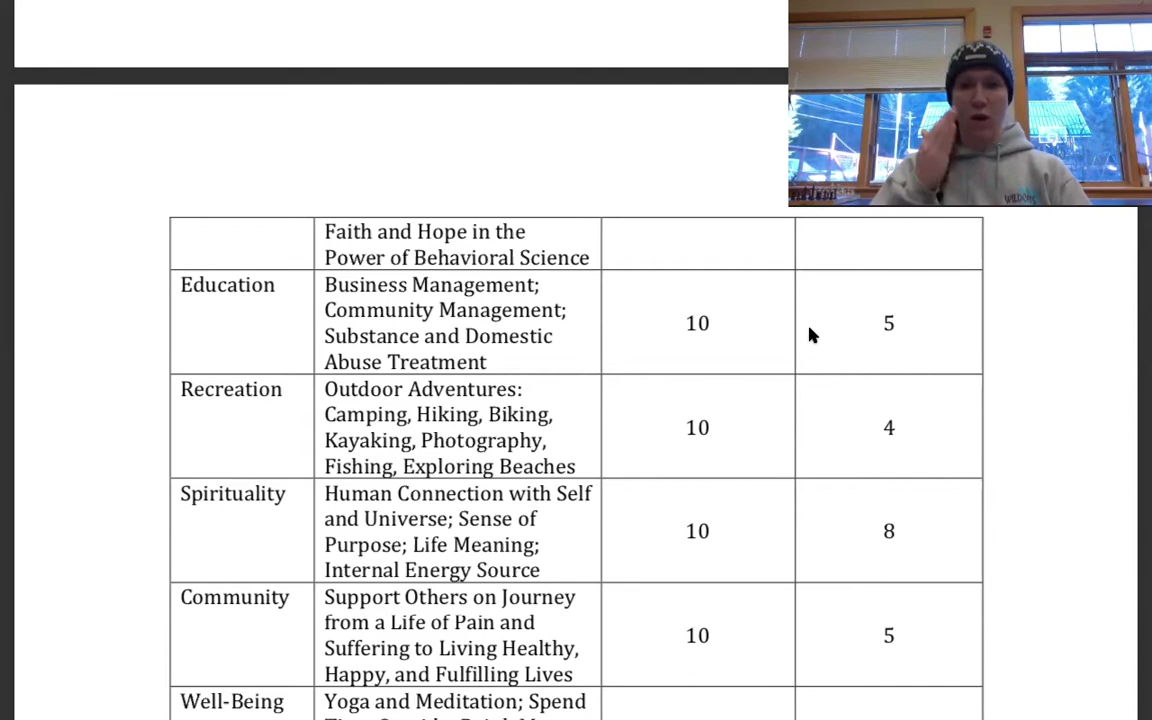 Faith and Hope in the
Power of Behavioral Science
Education
Business Management;
Community Management;
Substance and Domestic
Abuse Treatment
10
5
Recreation
Outdoor Adventures:
Camping, Hiking, Biking,
Kayaking, Photography,
Fishing, Exploring Beaches
10
4
Spirituality
Human Connection with Self
and Universe; Sense of
Purpose; Life Meaning;
Internal Energy Source
10
8
Community
Support Others on Journey
from a Life of Pain and
Suffering to Living Healthy,
Happy, and Fulfilling Lives
10
5
Well-Being
Yoga and Meditation; Spend